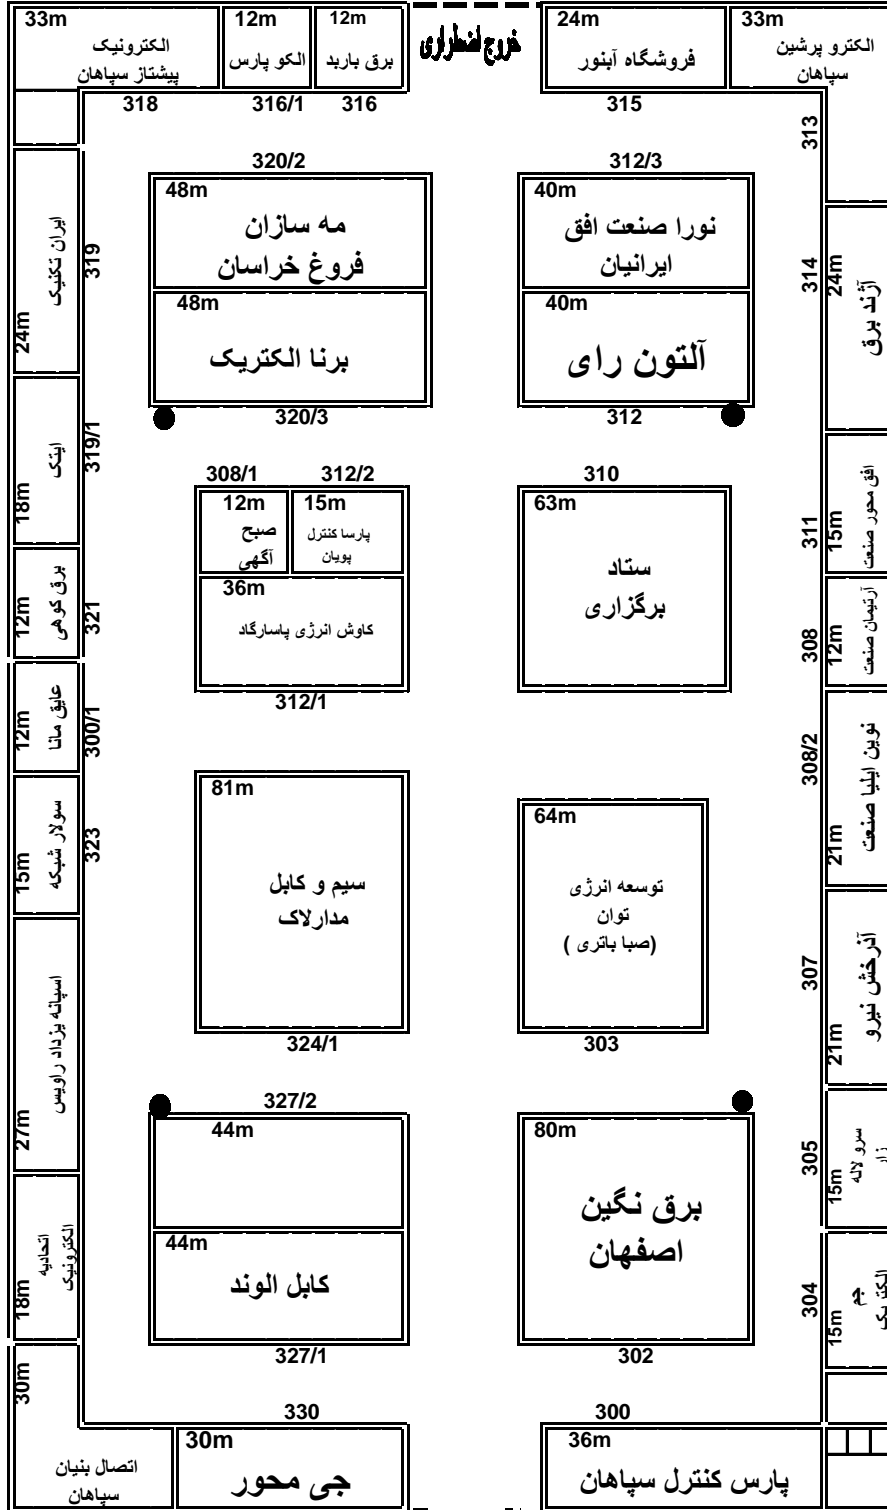 33m
الکترونیک
پیشتاز سپاهان
318
12m
الکو پارس
316/1
12m
برق باربد
316
خروج اضطراری
24m
فروشگاه آبنور
315
33m
الکترو پرشین
سپاهان
313
320/2
48m
مه سازان
فروغ خراسان
48m
برنا الکتریک
320/3
312/3
40m
نورا صنعت افق
ایرانیان
40m
آلتون رای
312
ایران تکنیک
24m
319
آژند برق
24m
314
ایتک
18m
319/1
308/1
12m
صبح
آگهی
312/2
15m
پارسا کنترل
پویان
36m
کاوش انرژی پاسارگاد
312/1
310
63m
ستاد
برگزاری
افق محور صنعت
15m
311
برق کوهی
12m
321
آرتیمان صنعت
12m
308
عایق مانا
12m
300/1
نوین ایلیا صنعت
21m
308/2
سولار شبکه
15m
323
81m
سیم و کابل
مدارلاک
324/1
64m
توسعه انرژی
توان
(صبا باتری )
303
آذرخش نیرو
21m
307
اسپانه یزداد راویس
27m
327/2
44m
44m
کابل الوند
327/1
80m
برق نگین
اصفهان
302
سرو لاله
زار
15m
305
اتحادیه
الکترونیک
18m
جم
الکتریک
15m
304
30m
اتصال بنیان
سپاهان
330
30m
جی محور
300
36m
پارس کنترل سپاهان